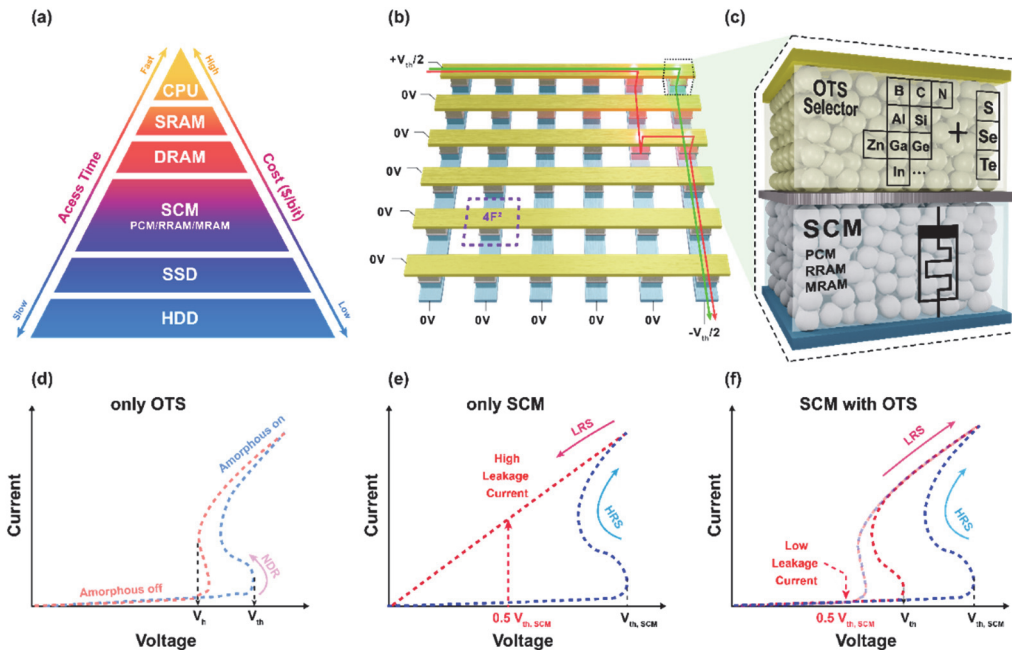 (a)
Fast
High
CPU
SRAM
DRAM
SCM
PCM/RRAM/MRAM
SSD
HDD
Acess Time
Cost ($/bit)
Slow
Low
(b)
+Vth/2
0V
0V
0V
0V
4F²
0V
0V 0V 0V 0V 0V
-Vth/2
(c)
OTS
Selector
B C N
Al Si
Zn Ga Ge
In ...
+
S
Se
Te
SCM
PCM
RRAM
MRAM
(d)
only OTS
Amorphous on
NDR
Amorphous off
Current
Vh
Vth
Voltage
(e)
only SCM
LRS
High
Leakage
Current
HRS
Current
0.5 Vth, SCM
Vth, SCM
Voltage
(f)
SCM with OTS
LRS
HRS
Low
Leakage
Current
Current
0.5 Vth, SCM
Vth
Vth, SCM
Voltage